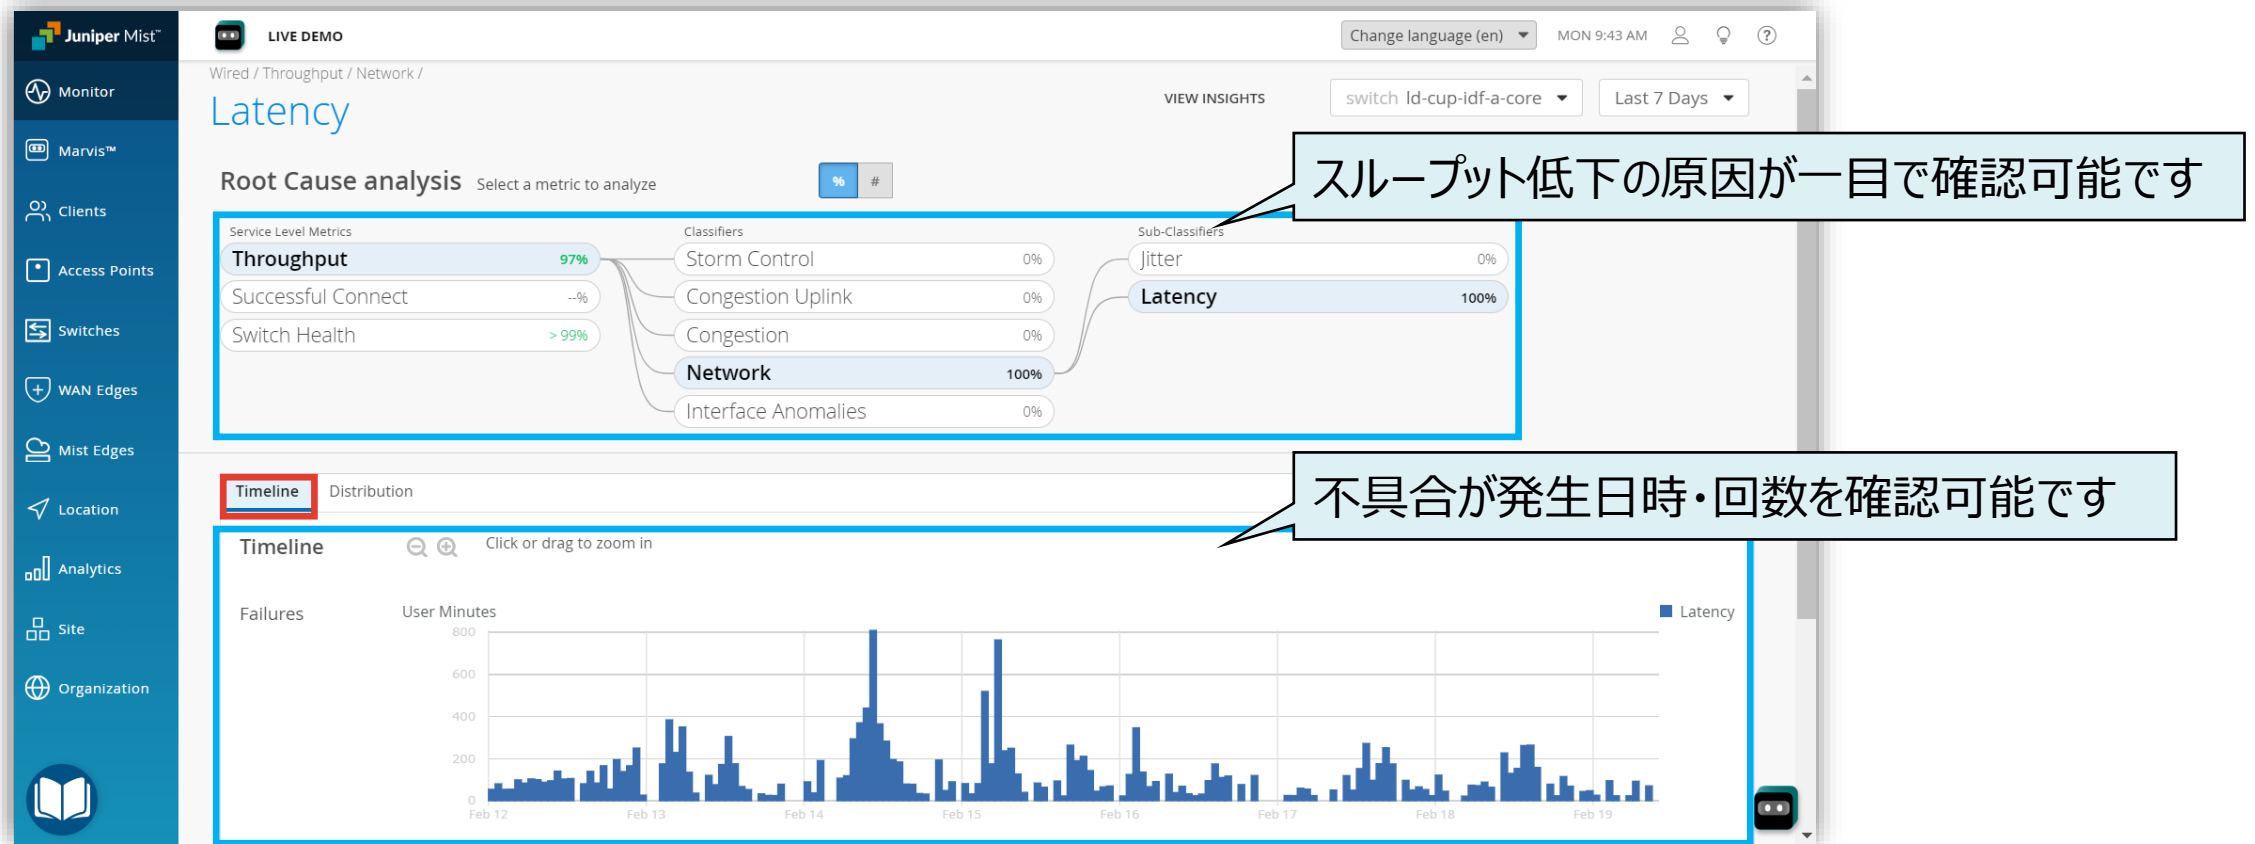 Juniper Mist™
LIVE DEMO
Change language (en)
MON 9:43 AM
Monitor
Marvis™
Clients
Access Points
Switches
WAN Edges
Mist Edges
Location
Analytics
Site
Organization
Wired / Throughput / Network /
Latency
VIEW INSIGHTS
switch ld-cup-idf-a-core
Last 7 Days
スループット低下の原因が一目で確認可能です
Root Cause analysis Select a metric to analyze
% #
Service Level Metrics
Throughput 97%
Successful Connect --%
Switch Health > 99%
Classifiers
Storm Control 0%
Congestion Uplink 0%
Congestion 0%
Network 100%
Interface Anomalies 0%
Sub-Classifiers
Jitter 0%
Latency 100%
不具合が発生日時・回数を確認可能です
Timeline Distribution
Timeline Click or drag to zoom in
Failures
User Minutes
Latency
800
600
400
200
0
Feb 12 Feb 13 Feb 14 Feb 15 Feb 16 Feb 17 Feb 18 Feb 19